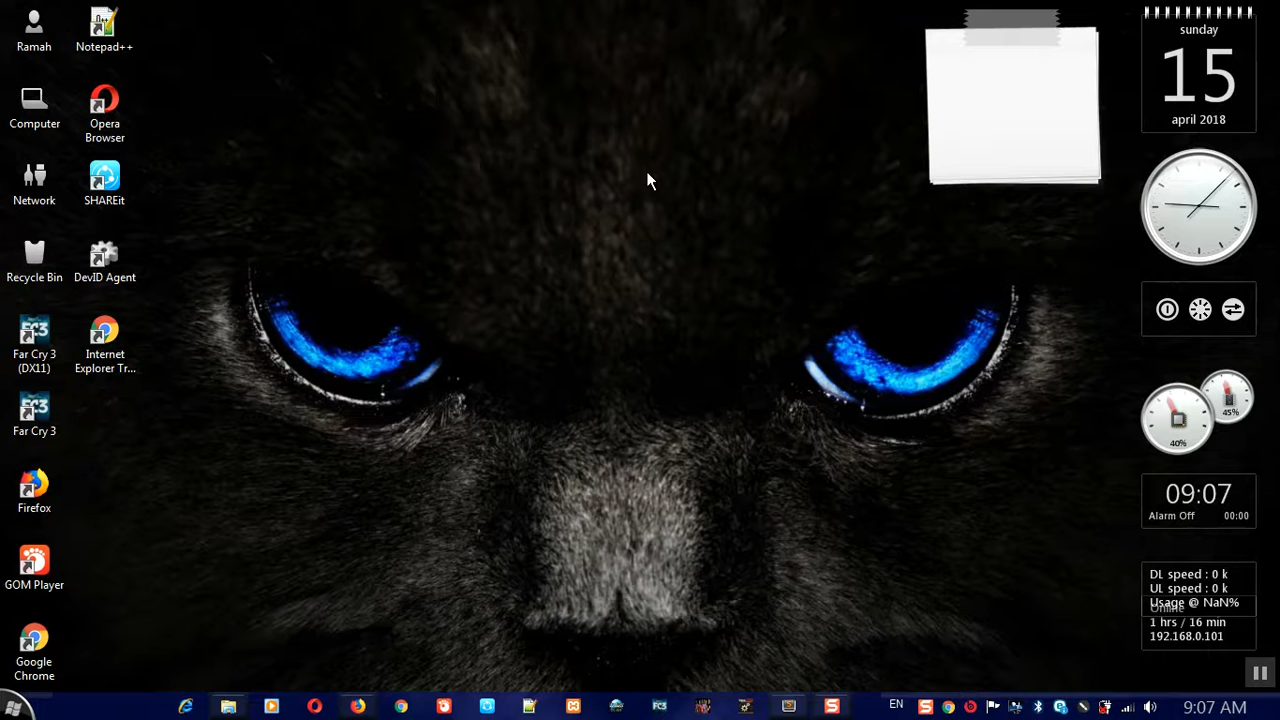 Ramah
Notepad++
Computer
Opera
Browser
Network
SHAREit
Recycle Bin
DevID Agent
Far Cry 3
(DX11)
Internet
Explorer Tr...
Far Cry 3
Firefox
GOM Player
Google
Chrome
sunday
15
april 2018
40%
45%
09:07
Alarm Off
00:00
DL speed : 0 k
UL speed : 0 k
Usage @ NaN%
Online
1 hrs / 16 min
192.168.0.101
FC3
EN
9:07 AM